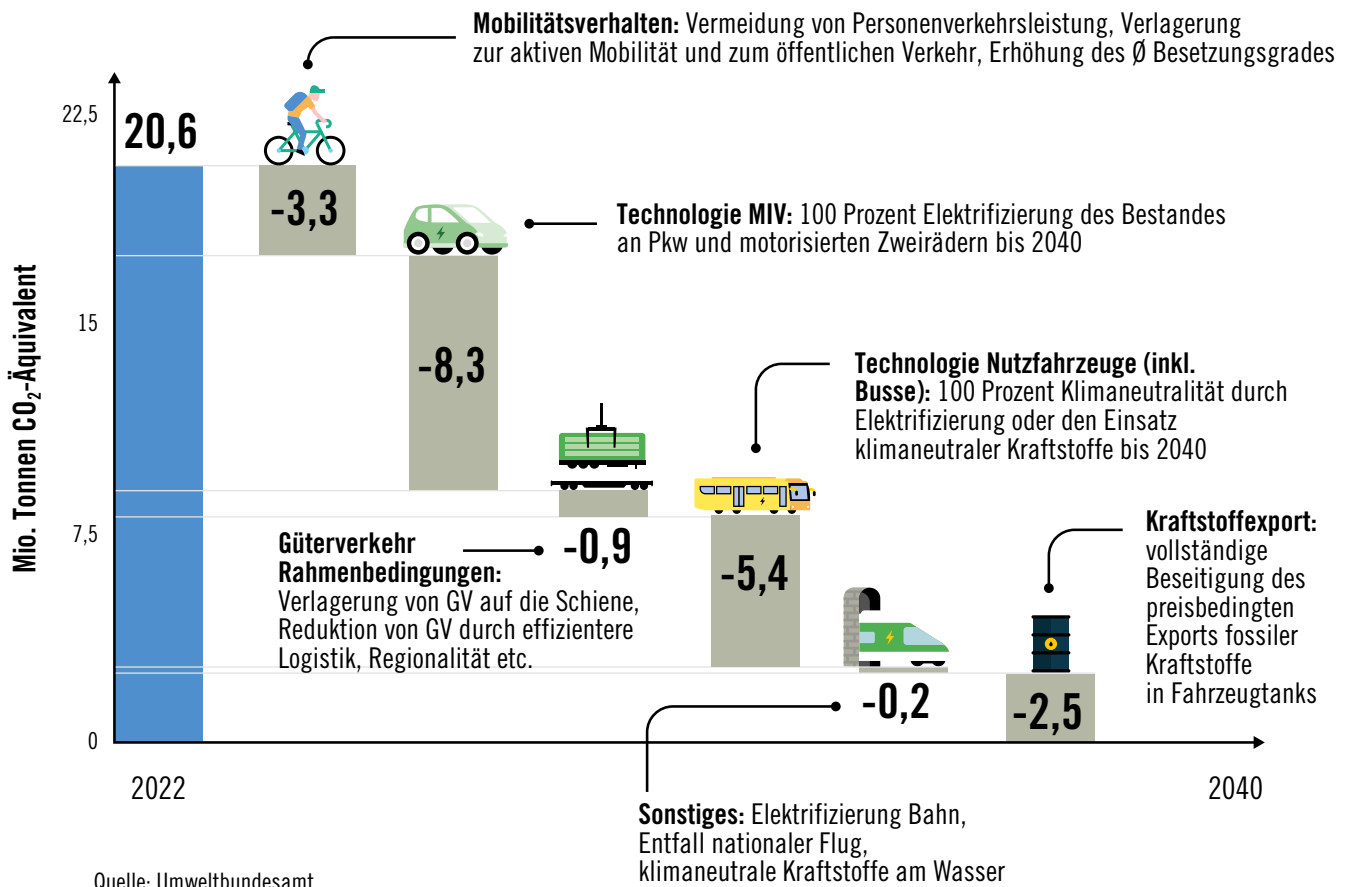 Mobilitätsverhalten: Vermeidung von Personenverkehrsleistung, Verlagerung
zur aktiven Mobilität und zum öffentlichen Verkehr, Erhöhung des Ø Besetzungsgrades
Mio. Tonnen CO₂-Äquivalent
22,5
15
7,5
0
20,6
-3,3
Technologie MIV: 100 Prozent Elektrifizierung des Bestandes
an Pkw und motorisierten Zweirädern bis 2040
-8,3
Technologie Nutzfahrzeuge (inkl.
Busse): 100 Prozent Klimaneutralität durch
Elektrifizierung oder den Einsatz
klimaneutraler Kraftstoffe bis 2040
Güterverkehr
Rahmenbedingungen:
Verlagerung von GV auf die Schiene,
Reduktion von GV durch effizientere
Logistik, Regionalität etc.
-0,9
-5,4
Kraftstoffexport:
vollständige
Beseitigung des
preisbedingten
Exports fossiler
Kraftstoffe
in Fahrzeugtanks
-0,2
-2,5
2022
2040
Sonstiges: Elektrifizierung Bahn,
Entfall nationaler Flug,
klimaneutrale Kraftstoffe am Wasser
Quelle: Umweltbundesamt